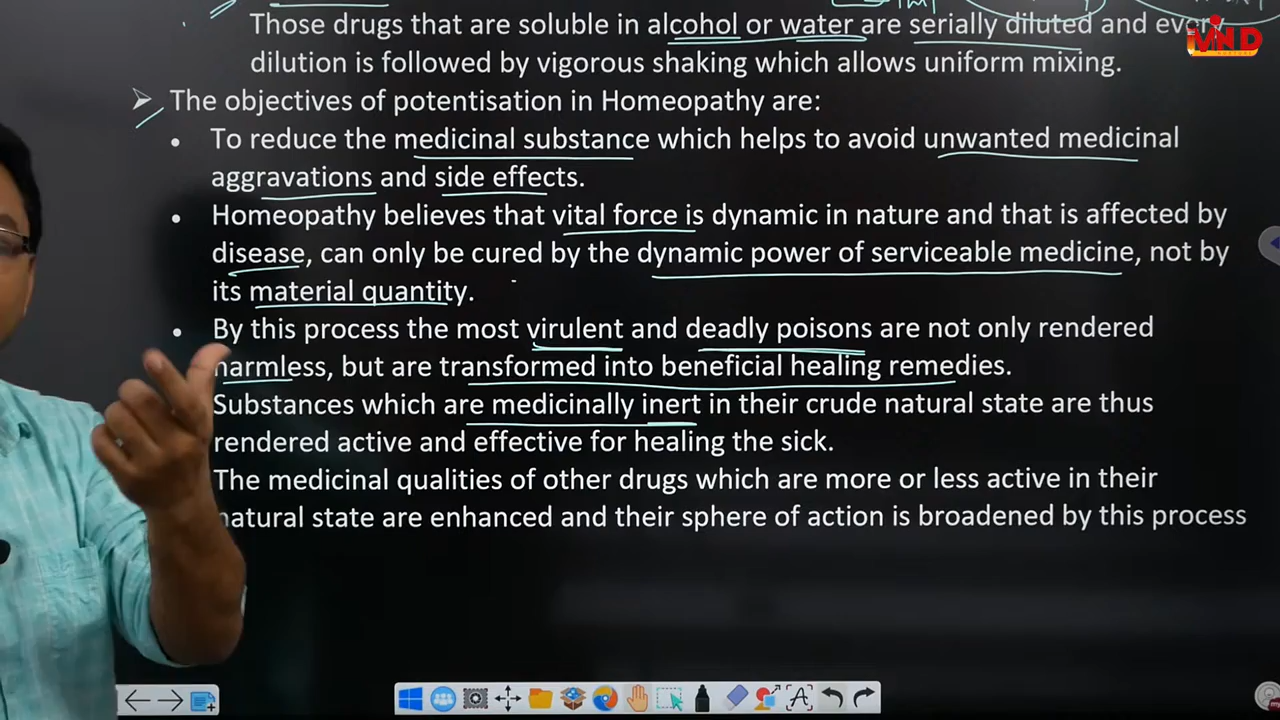 Those drugs that are soluble in alcohol or water are serially diluted and every
dilution is followed by vigorous shaking which allows uniform mixing.
The objectives of potentisation in Homeopathy are:
To reduce the medicinal substance which helps to avoid unwanted medicinal
aggravations and side effects.
Homeopathy believes that vital force is dynamic in nature and that is affected by
disease, can only be cured by the dynamic power of serviceable medicine, not by
its material quantity.
By this process the most virulent and deadly poisons are not only rendered
harmless, but are transformed into beneficial healing remedies.
Substances which are medicinally inert in their crude natural state are thus
rendered active and effective for healing the sick.
The medicinal qualities of other drugs which are more or less active in their
natural state are enhanced and their sphere of action is broadened by this process